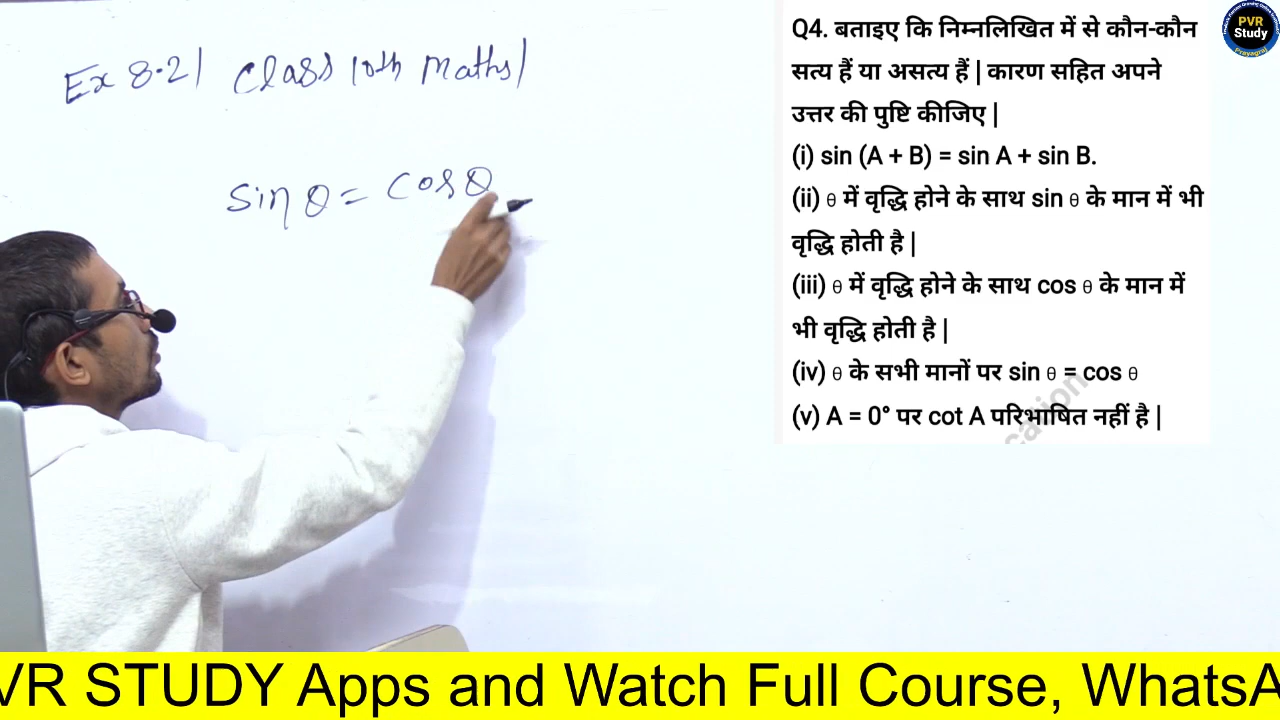 Ex 8.21 Class 10th Maths/
sin θ = cos θ
Q4. बताइए कि निम्नलिखित में से कौन-कौन
सत्य हैं या असत्य हैं | कारण सहित अपने
उत्तर की पुष्टि कीजिए |
(i) sin (A + B) = sin A + sin B.
(ii) θ में वृद्धि होने के साथ sin θ के मान में भी
वृद्धि होती है |
(iii) θ में वृद्धि होने के साथ cos θ के मान में
भी वृद्धि होती है |
(iv) θ के सभी मानों पर sin θ = cos θ
(v) A = 0° पर cot A परिभाषित नहीं है |
PVR
Study
Prayagraj
VR STUDY Apps and Watch Full Course, WhatsA